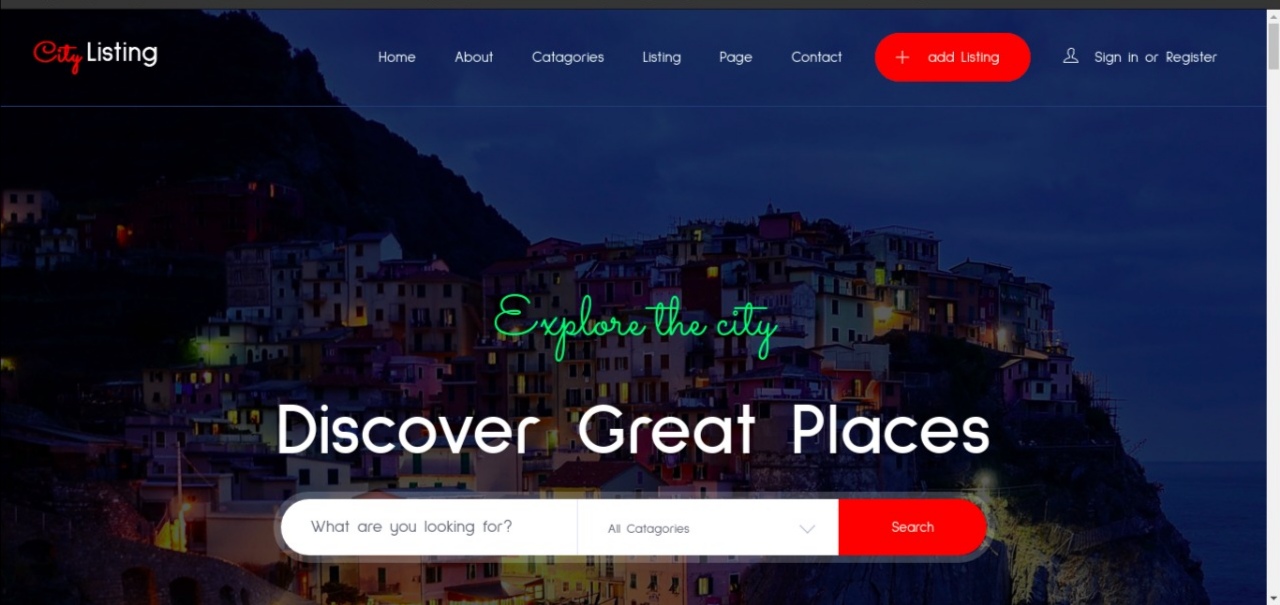 City Listing
Home About Catagories Listing Page Contact + add Listing Sign in or Register
Explore the city
Discover Great Places
What are you looking for? All Catagories Search